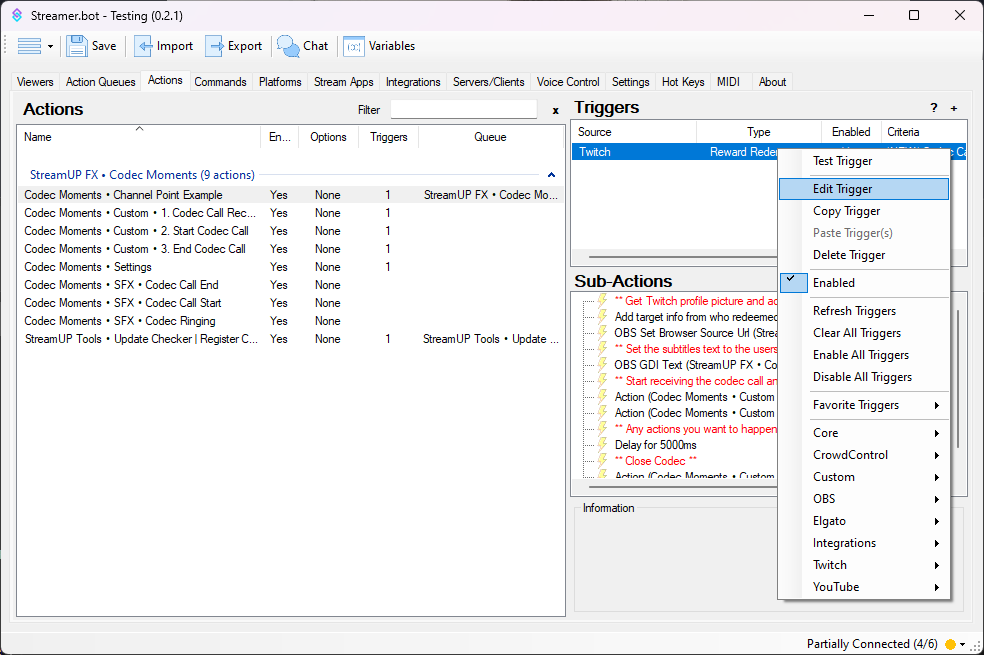 Streamer.bot - Testing (0.2.1)
Save Import Export Chat Variables
Viewers Action Queues Actions Commands Platforms Stream Apps Integrations Servers/Clients Voice Control Settings Hot Keys MIDI About
Actions
Filter
x
Name En... Options Triggers Queue
StreamUP FX • Codec Moments (9 actions)
Codec Moments • Channel Point Example Yes None 1 StreamUP FX • Codec Mo...
Codec Moments • Custom • 1. Codec Call Rec... Yes None 1
Codec Moments • Custom • 2. Start Codec Call Yes None 1
Codec Moments • Custom • 3. End Codec Call Yes None 1
Codec Moments • Settings Yes None 1
Codec Moments • SFX • Codec Call End Yes None
Codec Moments • SFX • Codec Call Start Yes None
Codec Moments • SFX • Codec Ringing Yes None
StreamUP Tools • Update Checker | Register C... Yes None 1 StreamUP Tools • Update ...
Triggers
? +
Source Type Enabled Criteria
Twitch Reward Reder
Sub-Actions
** Get Twitch profile picture and ad
Add target info from who redeemed
OBS Set Browser Source Url (Strea
** Set the subtitles text to the users
OBS GDI Text (StreamUP FX • Co
** Start receiving the codec call an
Action (Codec Moments • Custom
Action (Codec Moments • Custom
** Any actions you want to happen
Delay for 5000ms
** Close Codec **
Action (Codec Moments • Custom
Information
Test Trigger
Edit Trigger
Copy Trigger
Paste Trigger(s)
Delete Trigger
Enabled
Refresh Triggers
Clear All Triggers
Enable All Triggers
Disable All Triggers
Favorite Triggers
Core
CrowdControl
Custom
OBS
Elgato
Integrations
Twitch
YouTube
Partially Connected (4/6)